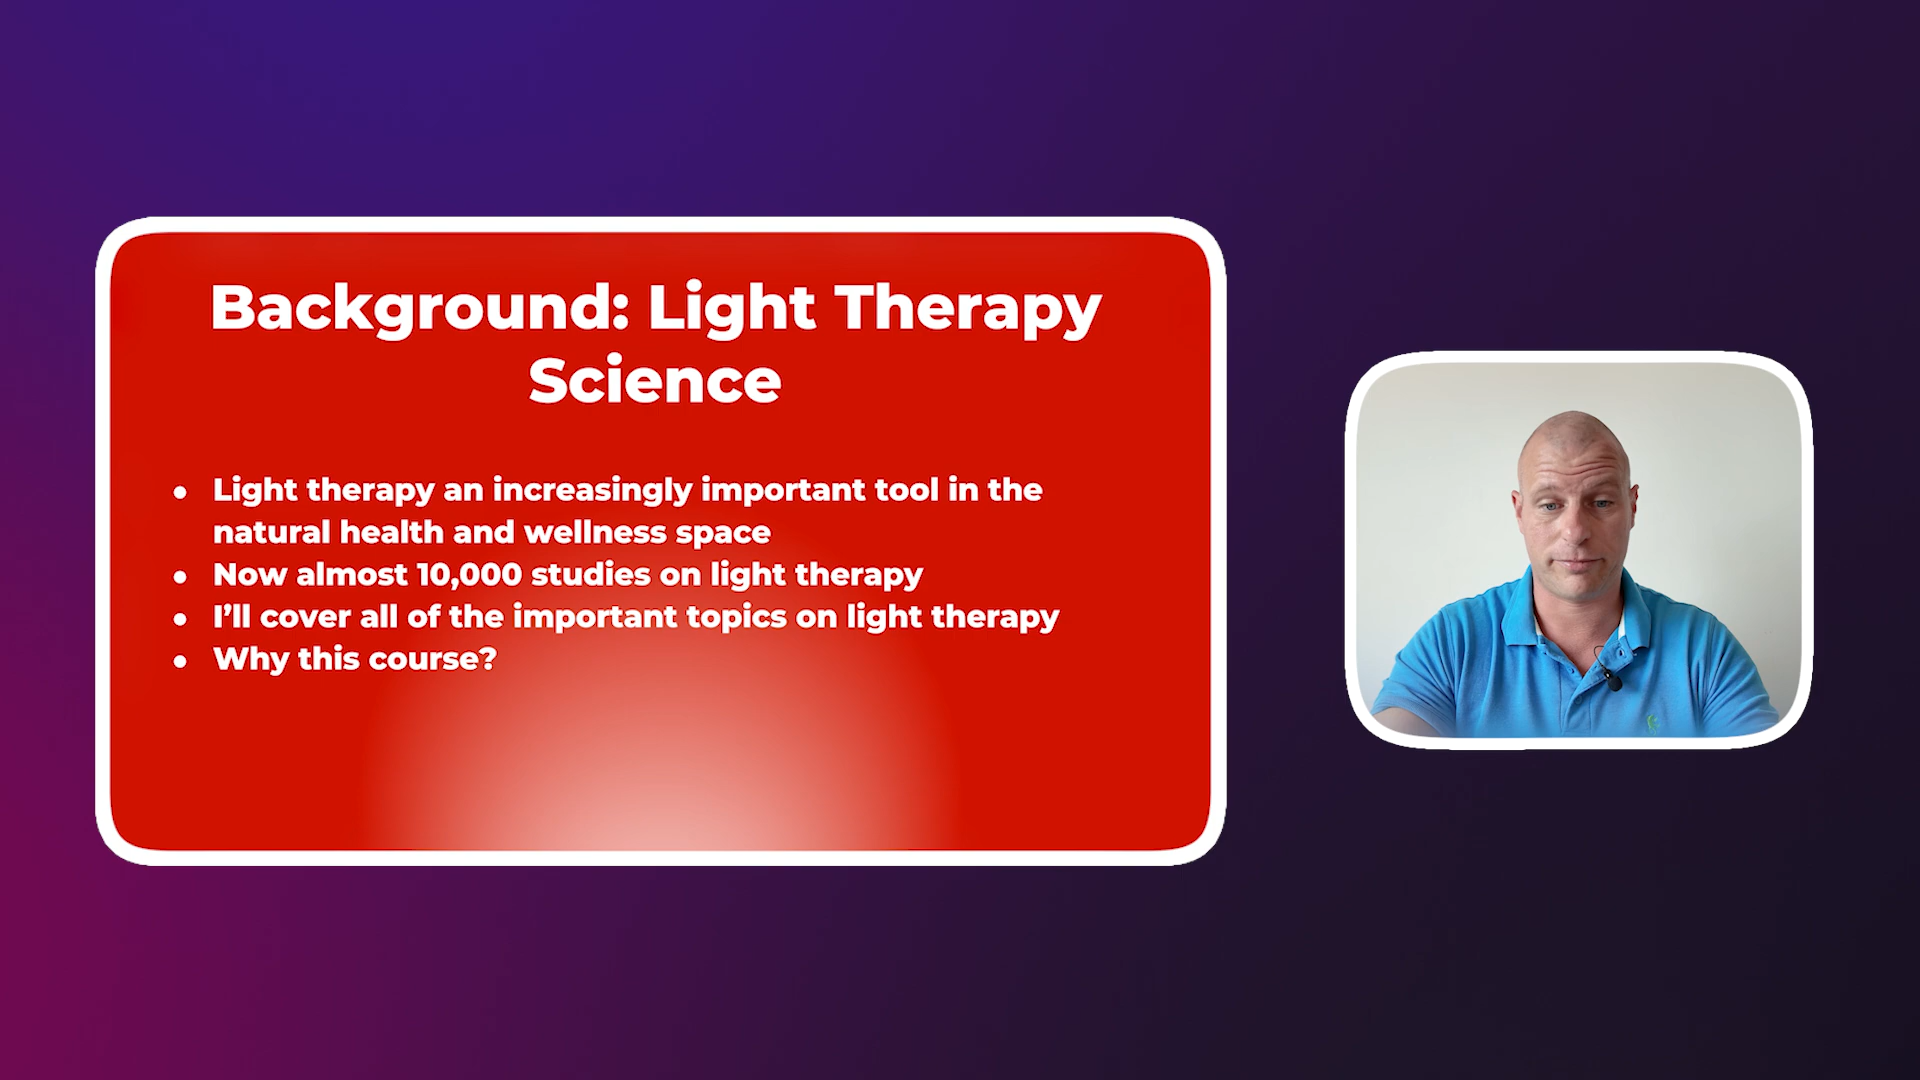 Background: Light Therapy
Science
● Light therapy an increasingly important tool in the
natural health and wellness space
● Now almost 10,000 studies on light therapy
● I’ll cover all of the important topics on light therapy
● Why this course?